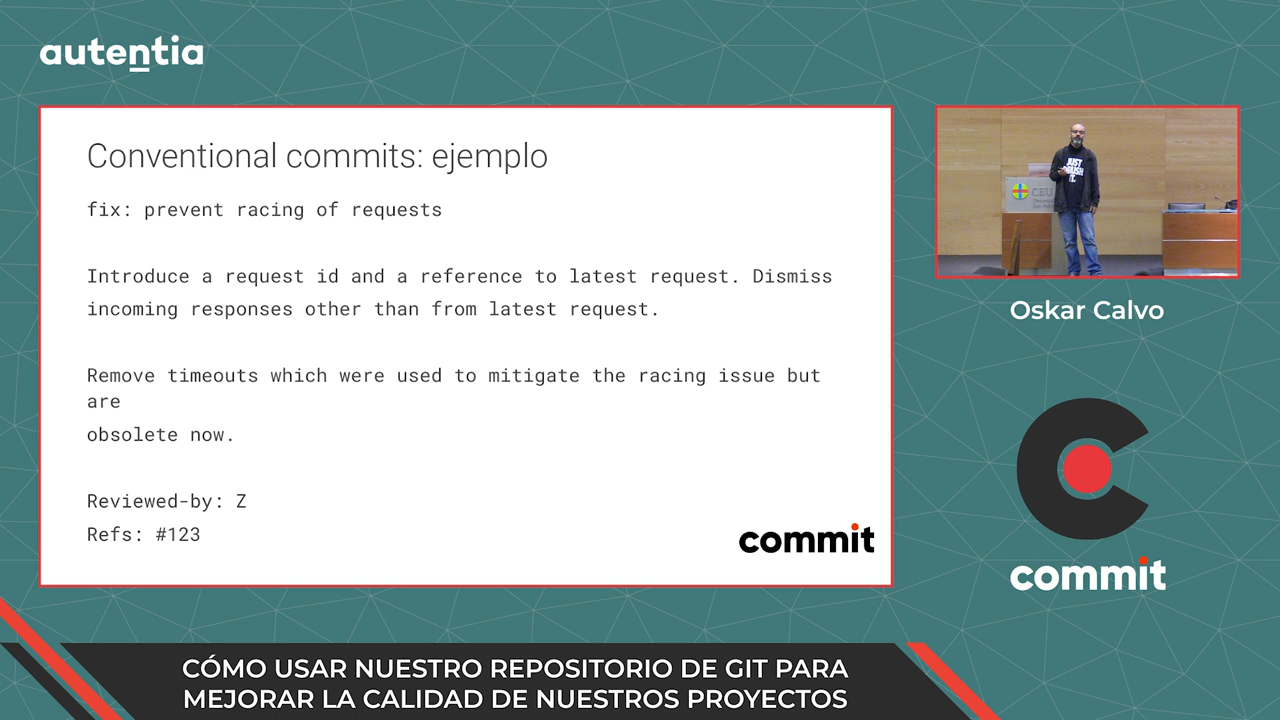 autentia
Conventional commits: ejemplo
fix: prevent racing of requests
Introduce a request id and a reference to latest request. Dismiss
incoming responses other than from latest request.
Remove timeouts which were used to mitigate the racing issue but
are
obsolete now.
Reviewed-by: Z
Refs: #123
commit
JUST
IT.
CEU
Oskar Calvo
commit
CÓMO USAR NUESTRO REPOSITORIO DE GIT PARA
MEJORAR LA CALIDAD DE NUESTROS PROYECTOS